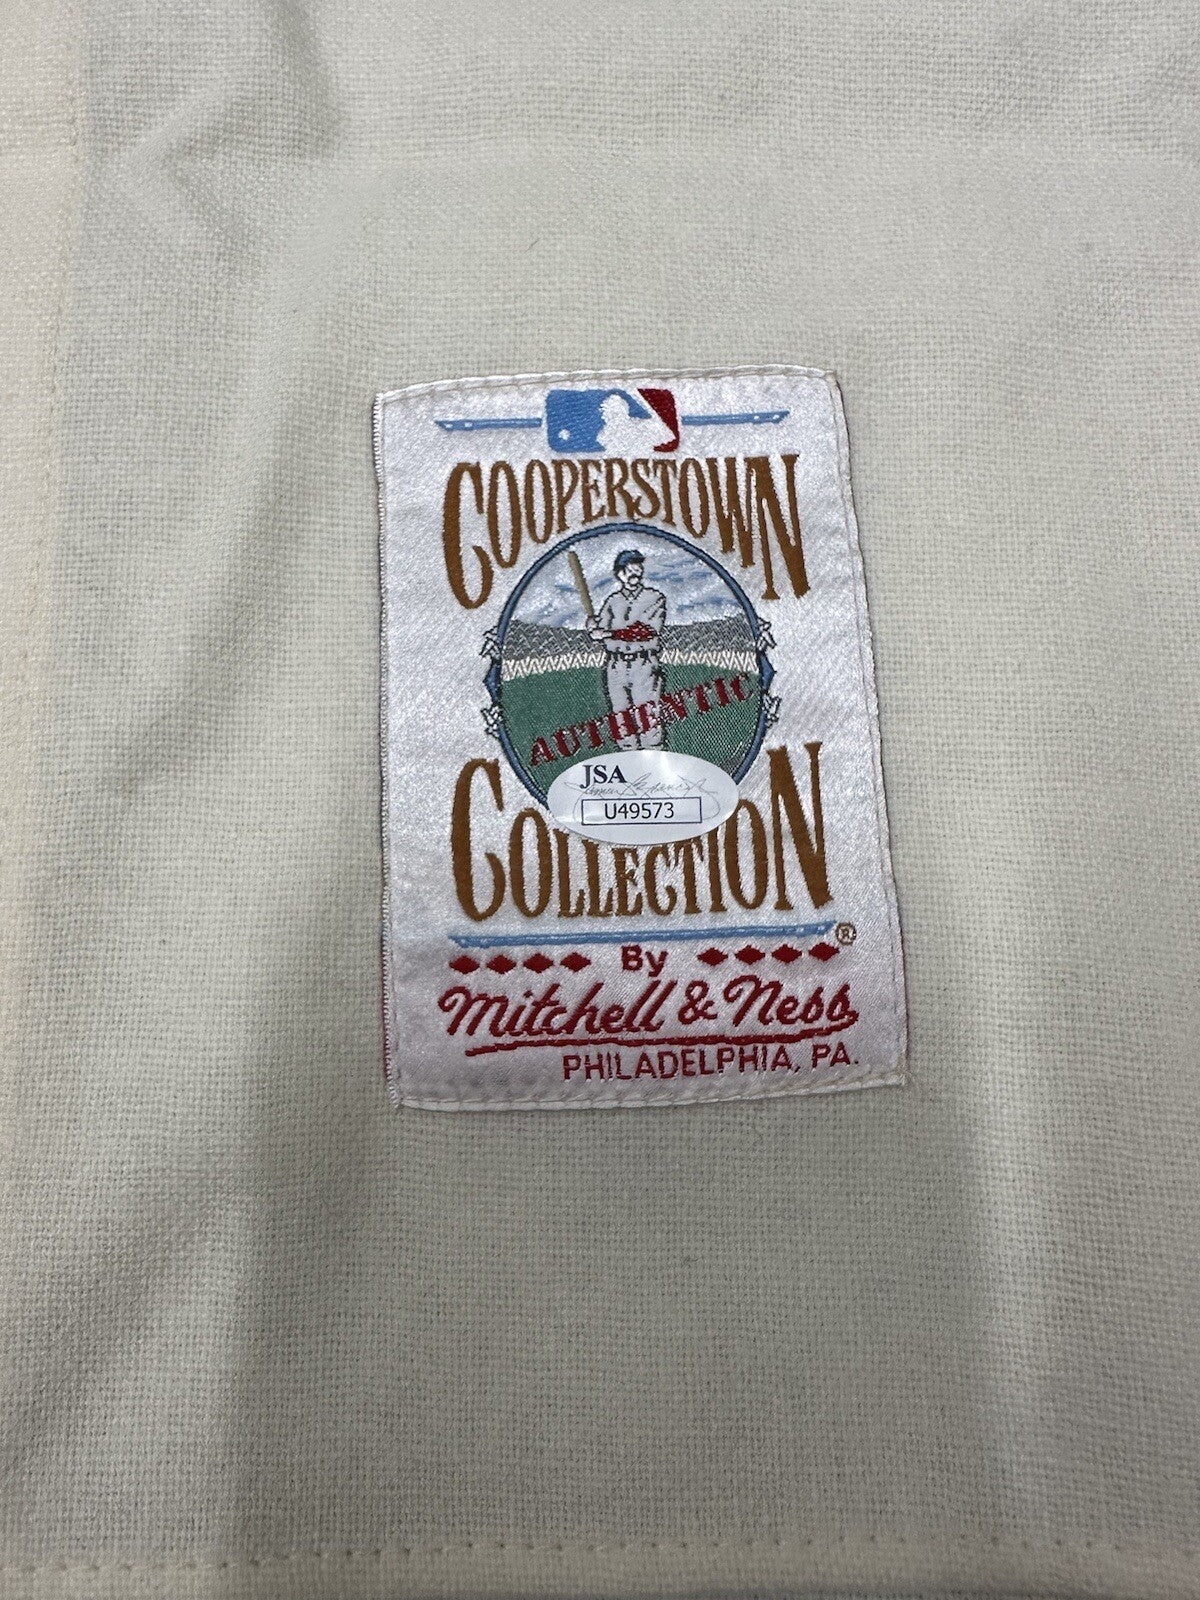 COOPERSTOWN
AUTHENTIC
JSA
U49573
COLLECTION ®
By
Mitchell & Ness
PHILADELPHIA, PA.